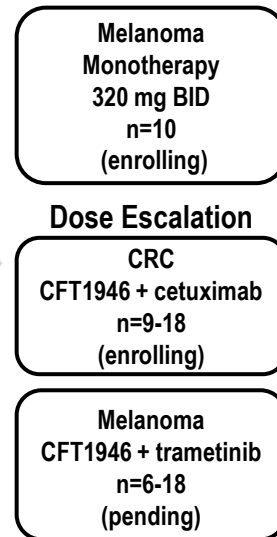 Melanoma
Monotherapy
320 mg BID
n=10
(enrolling)
Dose Escalation
CRC
CFT1946 + cetuximab
n=9-18
(enrolling)
Melanoma
CFT1946 + trametinib
n=6-18
(pending)